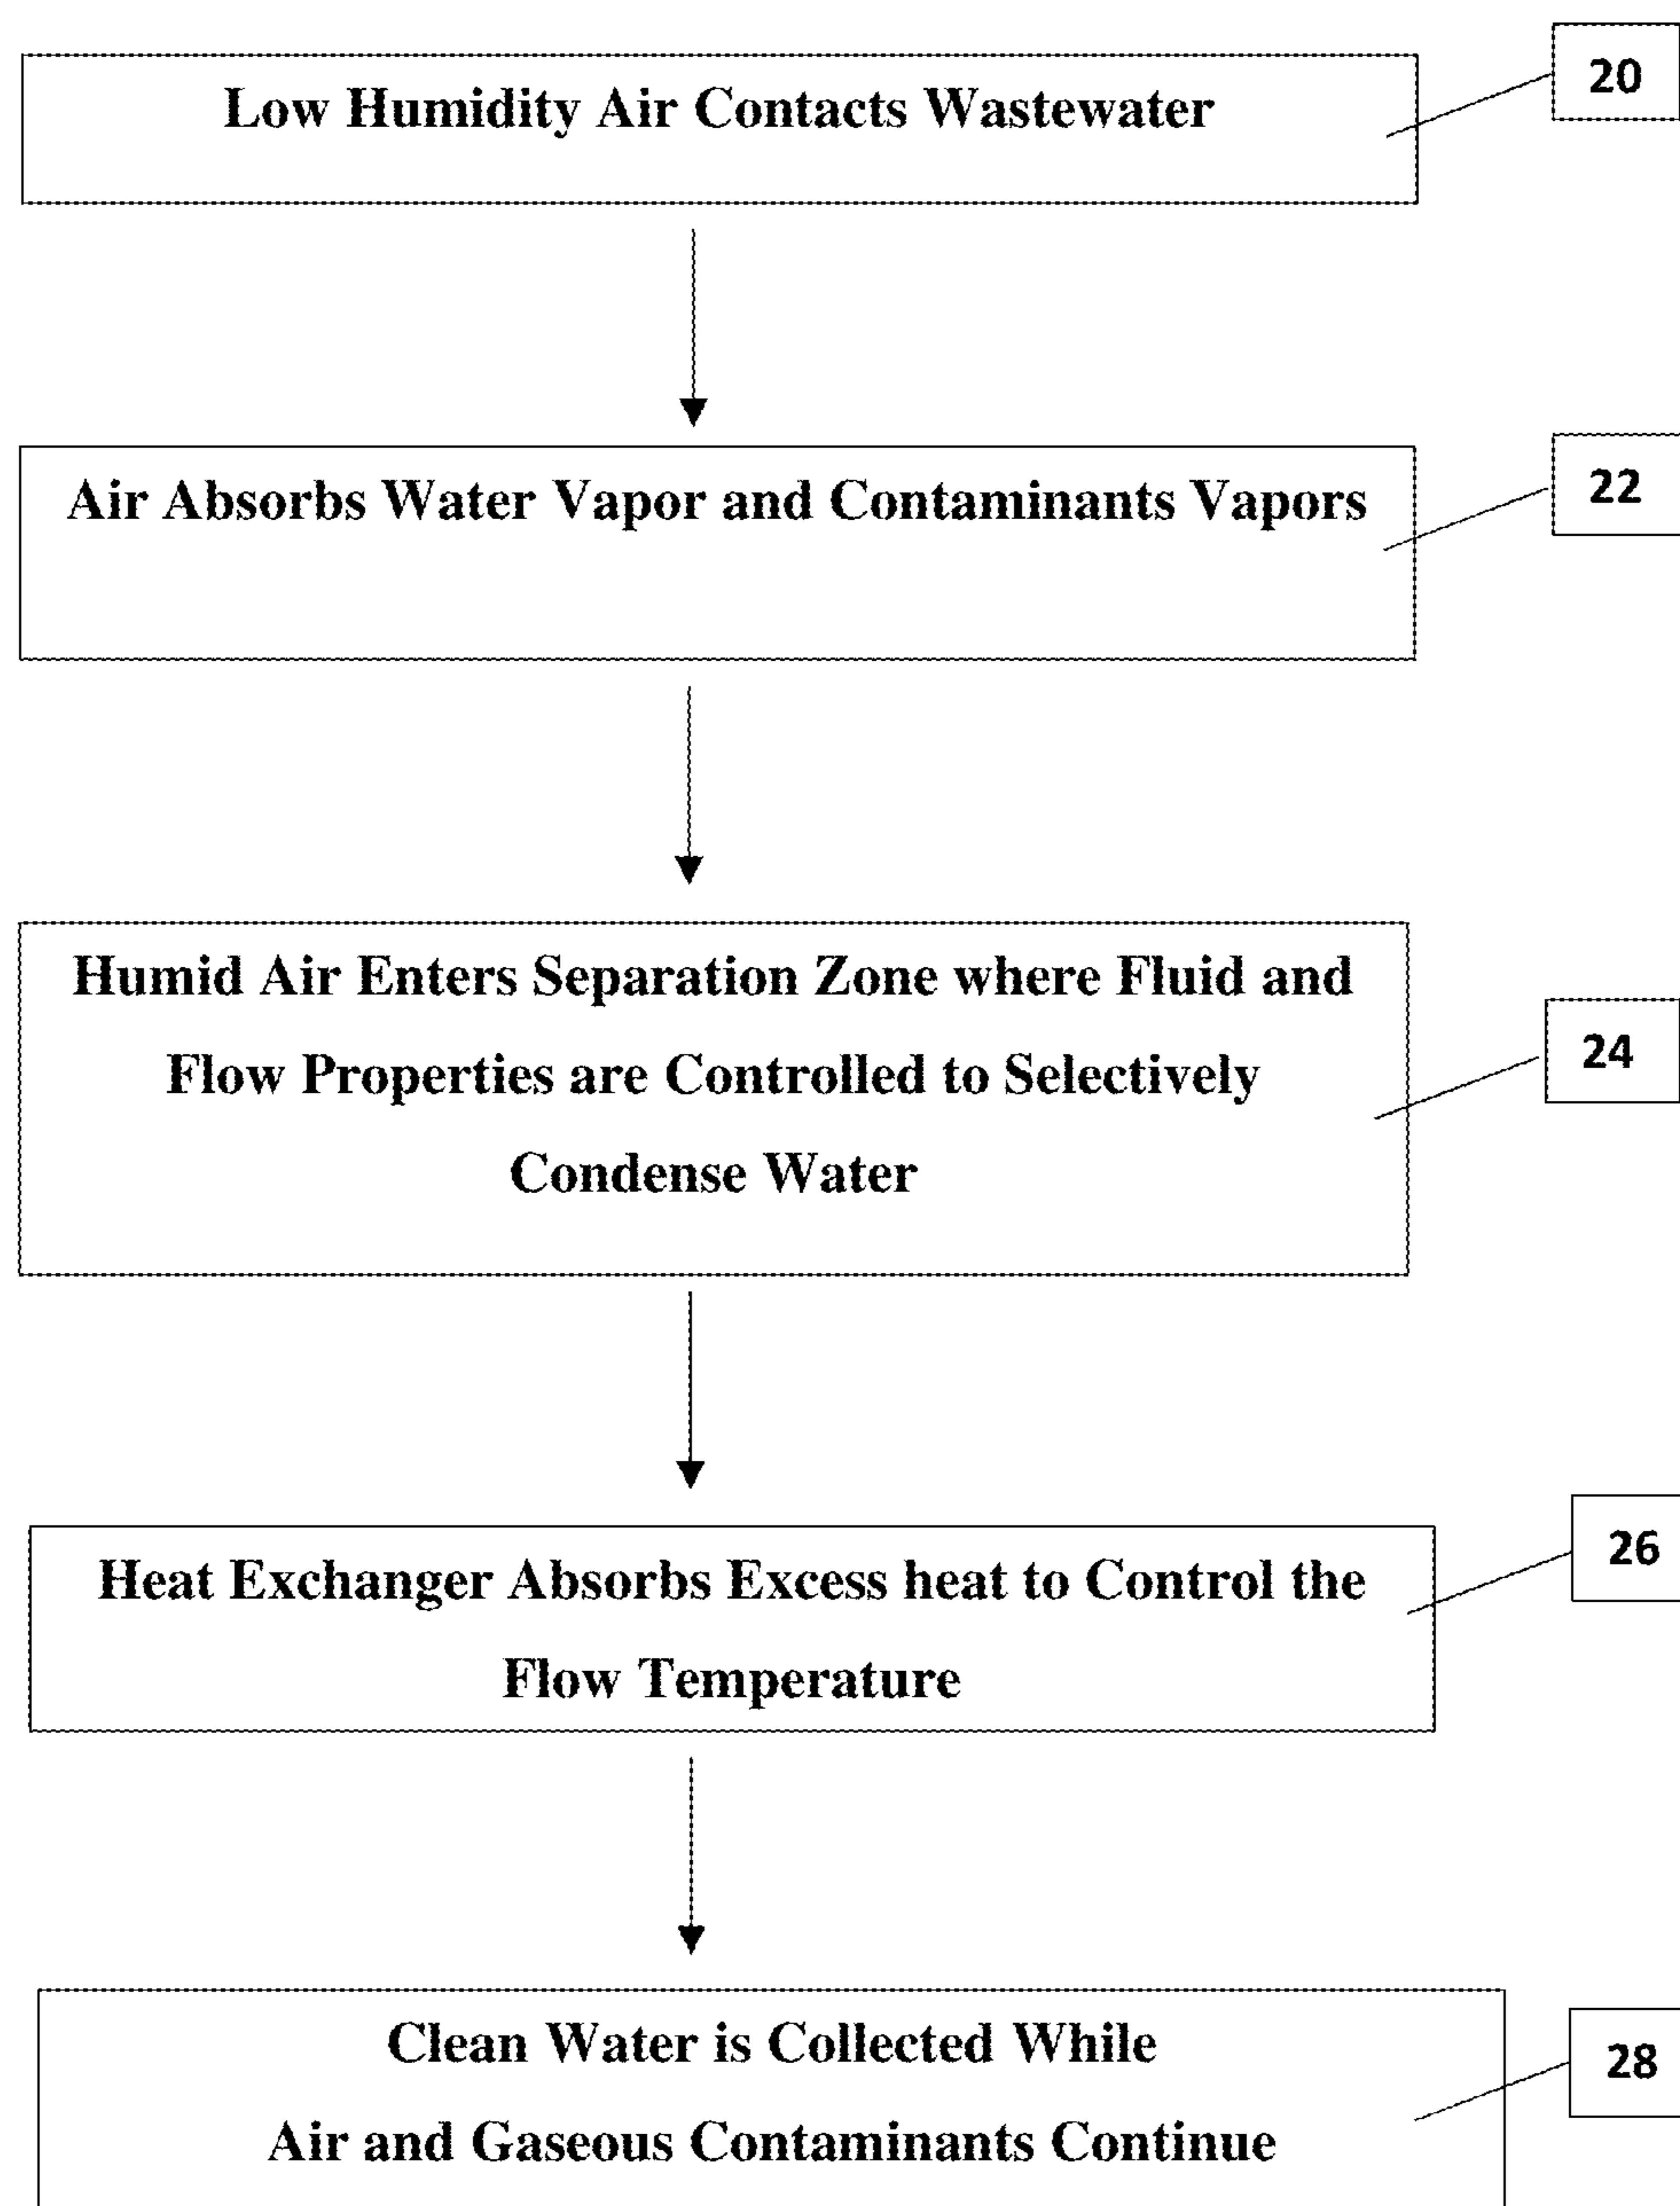 Low Humidity Air Contacts Wastewater
20
Air Absorbs Water Vapor and Contaminants Vapors
22
Humid Air Enters Separation Zone where Fluid and
Flow Properties are Controlled to Selectively
Condense Water
24
Heat Exchanger Absorbs Excess heat to Control the
Flow Temperature
26
Clean Water is Collected While
Air and Gaseous Contaminants Continue
28